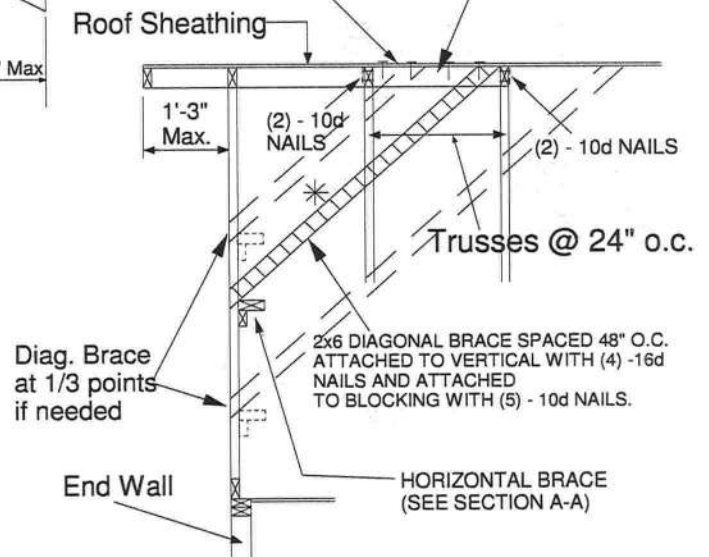 Roof Sheathing
" Max
1'-3"
Max.
(2) - 10d
NAILS
(2) - 10d NAILS
Trusses @ 24" o.c.
2x6 DIAGONAL BRACE SPACED 48" O.C.
ATTACHED TO VERTICAL WITH (4) -16d
NAILS AND ATTACHED
TO BLOCKING WITH (5) - 10d NAILS.
Diag. Brace
at 1/3 points
if needed
End Wall
HORIZONTAL BRACE
(SEE SECTION A-A)